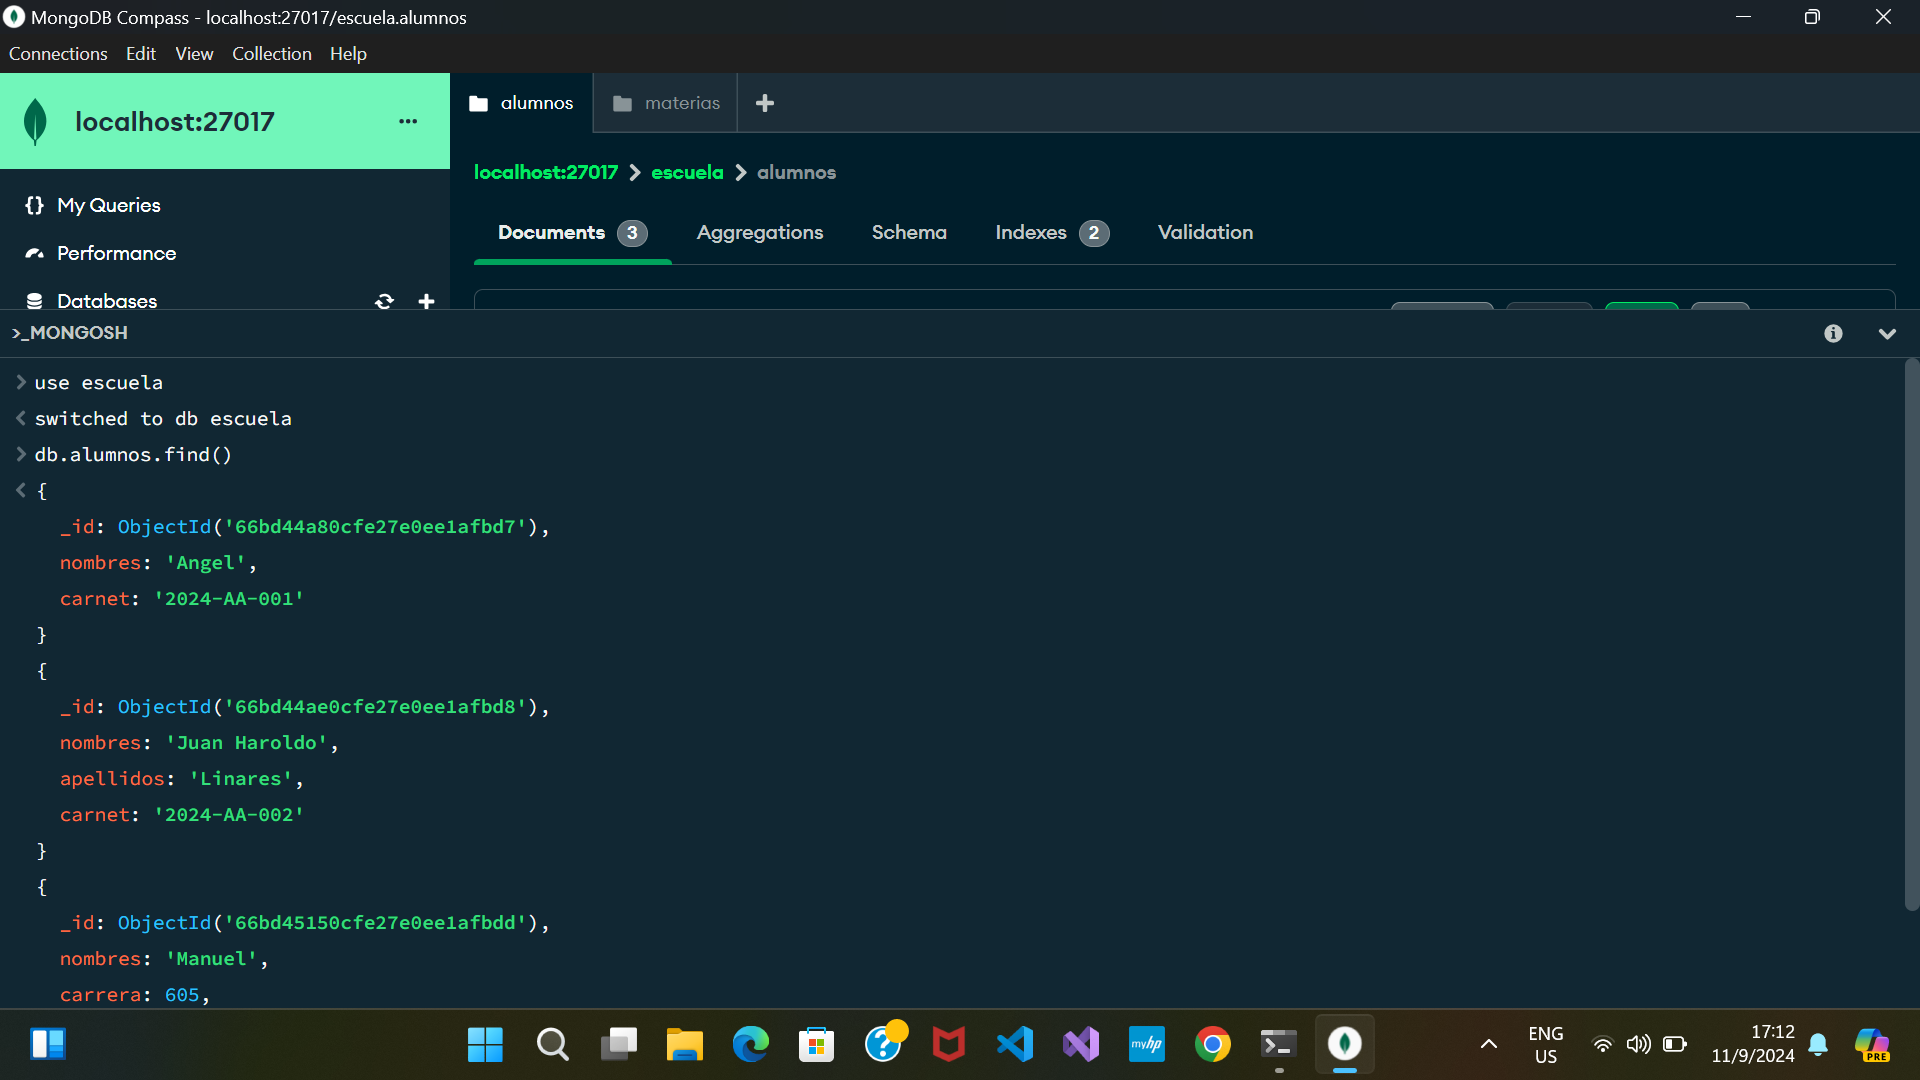 MongoDB Compass - localhost:27017/escuela.alumnos
Connections Edit View Collection Help
localhost:27017
alumnos materias
localhost:27017 escuela alumnos
My Queries
Documents 3 Aggregations Schema Indexes 2 Validation
Performance
Databases
>_MONGOSH
> use escuela
< switched to db escuela
> db.alumnos.find()
< {
_id: ObjectId('66bd44a80cfe27e0ee1afbd7'),
nombres: 'Angel',
carnet: '2024-AA-001'
}
{
_id: ObjectId('66bd44ae0cfe27e0ee1afbd8'),
nombres: 'Juan Haroldo',
apellidos: 'Linares',
carnet: '2024-AA-002'
}
{
_id: ObjectId('66bd45150cfe27e0ee1afbdd'),
nombres: 'Manuel',
carrera: 605,
myhp
ENG
US
17:12
11/9/2024
PRE